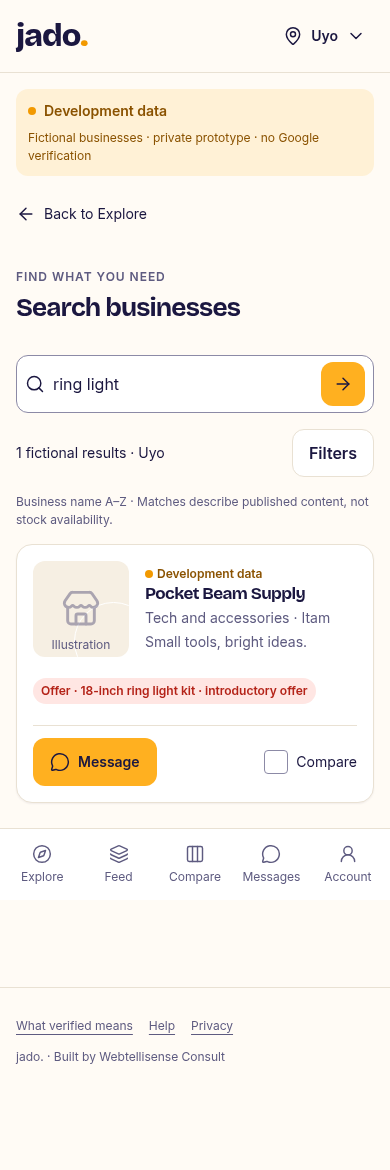 jado.
Uyo
Development data
Fictional businesses · private prototype · no Google
verification
Back to Explore
FIND WHAT YOU NEED
Search businesses
ring light
1 fictional results · Uyo
Filters
Business name A–Z · Matches describe published content, not
stock availability.
Illustration
Development data
Pocket Beam Supply
Tech and accessories · Itam
Small tools, bright ideas.
Offer · 18-inch ring light kit · introductory offer
Message
Compare
Explore
Feed
Compare
Messages
Account
What verified means
Help
Privacy
jado. · Built by Webtellisense Consult